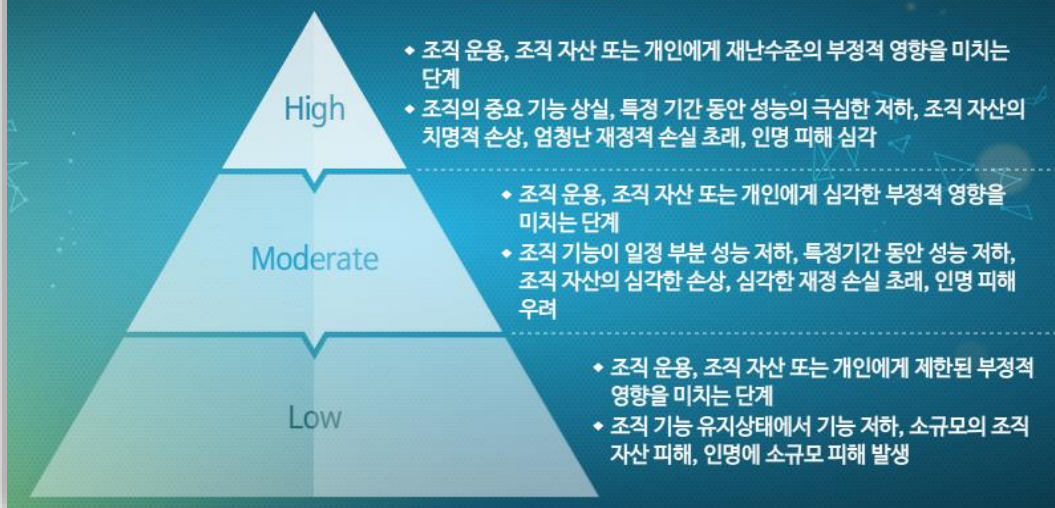 High
◆ 조직 운용, 조직 자산 또는 개인에게 재난수준의 부정적 영향을 미치는
단계
◆ 조직의 중요 기능 상실, 특정 기간 동안 성능의 극심한 저하, 조직 자산의
치명적 손상, 엄청난 재정적 손실 초래, 인명 피해 심각
Moderate
◆ 조직 운용, 조직 자산 또는 개인에게 심각한 부정적 영향을
미치는 단계
◆ 조직 기능이 일정 부분 성능 저하, 특정기간 동안 성능 저하,
조직 자산의 심각한 손상, 심각한 재정 손실 초래, 인명 피해
우려
Low
◆ 조직 운용, 조직 자산 또는 개인에게 제한된 부정적
영향을 미치는 단계
◆ 조직 기능 유지상태에서 기능 저하, 소규모의 조직
자산 피해, 인명에 소규모 피해 발생